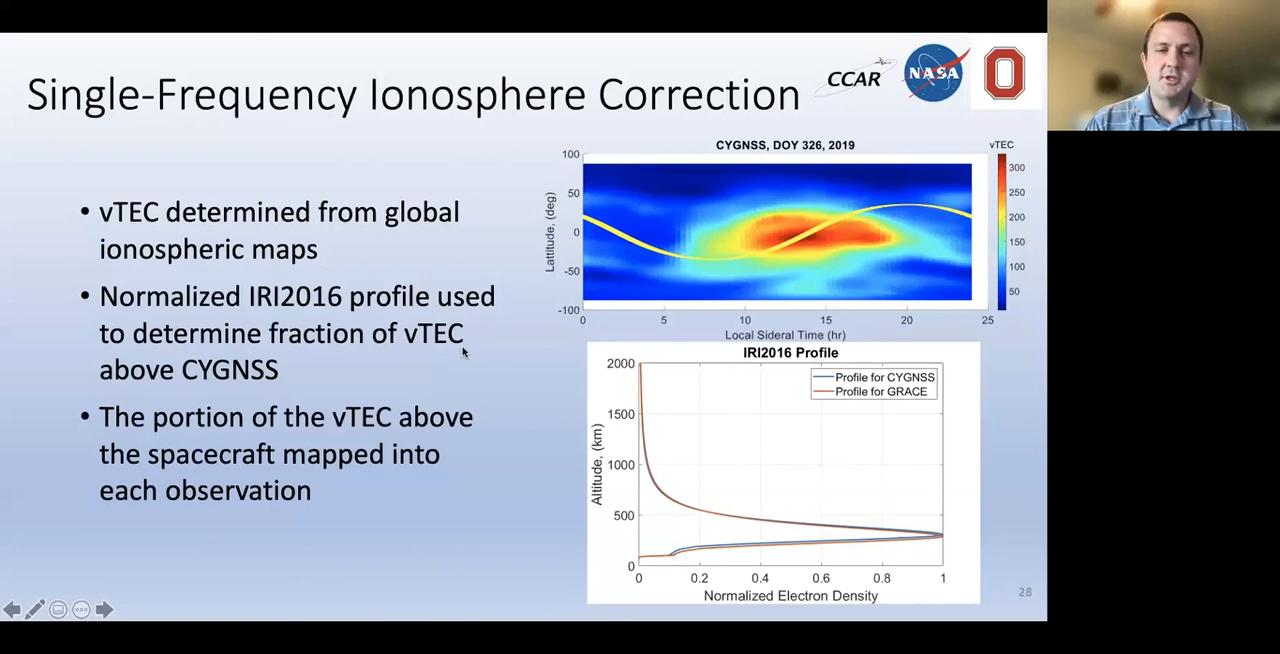 Single-Frequency Ionosphere Correction
CCAR
NASA
• vTEC determined from global
ionospheric maps
• Normalized IRI2016 profile used
to determine fraction of vTEC
above CYGNSS
• The portion of the vTEC above
the spacecraft mapped into
each observation
CYGNSS, DOY 326, 2019
vTEC
100
50
0
-50
-100
Lattitude, (deg)
0 5 10 15 20 25
Local Sideral Time (hr)
300
250
200
150
100
50
IRI2016 Profile
Profile for CYGNSS
Profile for GRACE
2000
1500
1000
500
0
Altitude, (km)
0 0.2 0.4 0.6 0.8 1
Normalized Electron Density
28